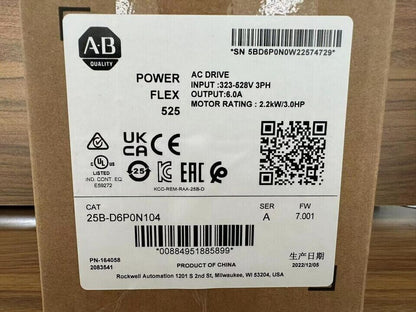 A-B
QUALITY
*SN 5BD6P0N0W22574729*
POWER
FLEX
525
AC DRIVE
INPUT :323-528V 3PH
OUTPUT:6.0A
MOTOR RATING : 2.2kW/3.0HP
UK
CA
CE
UL
LISTED
IND. CONT. EQ.
E59272
25
EAC
KCC-REM-RAA-25B-D
CAT
25B-D6P0N104
SER
A
FW
7.001
*00884951885899*
PN-164058
2083541
PRODUCT OF CHINA
Rockwell Automation 1201 S 2nd St, Milwaukee, WI 53204, USA
生产日期
2022/12/05